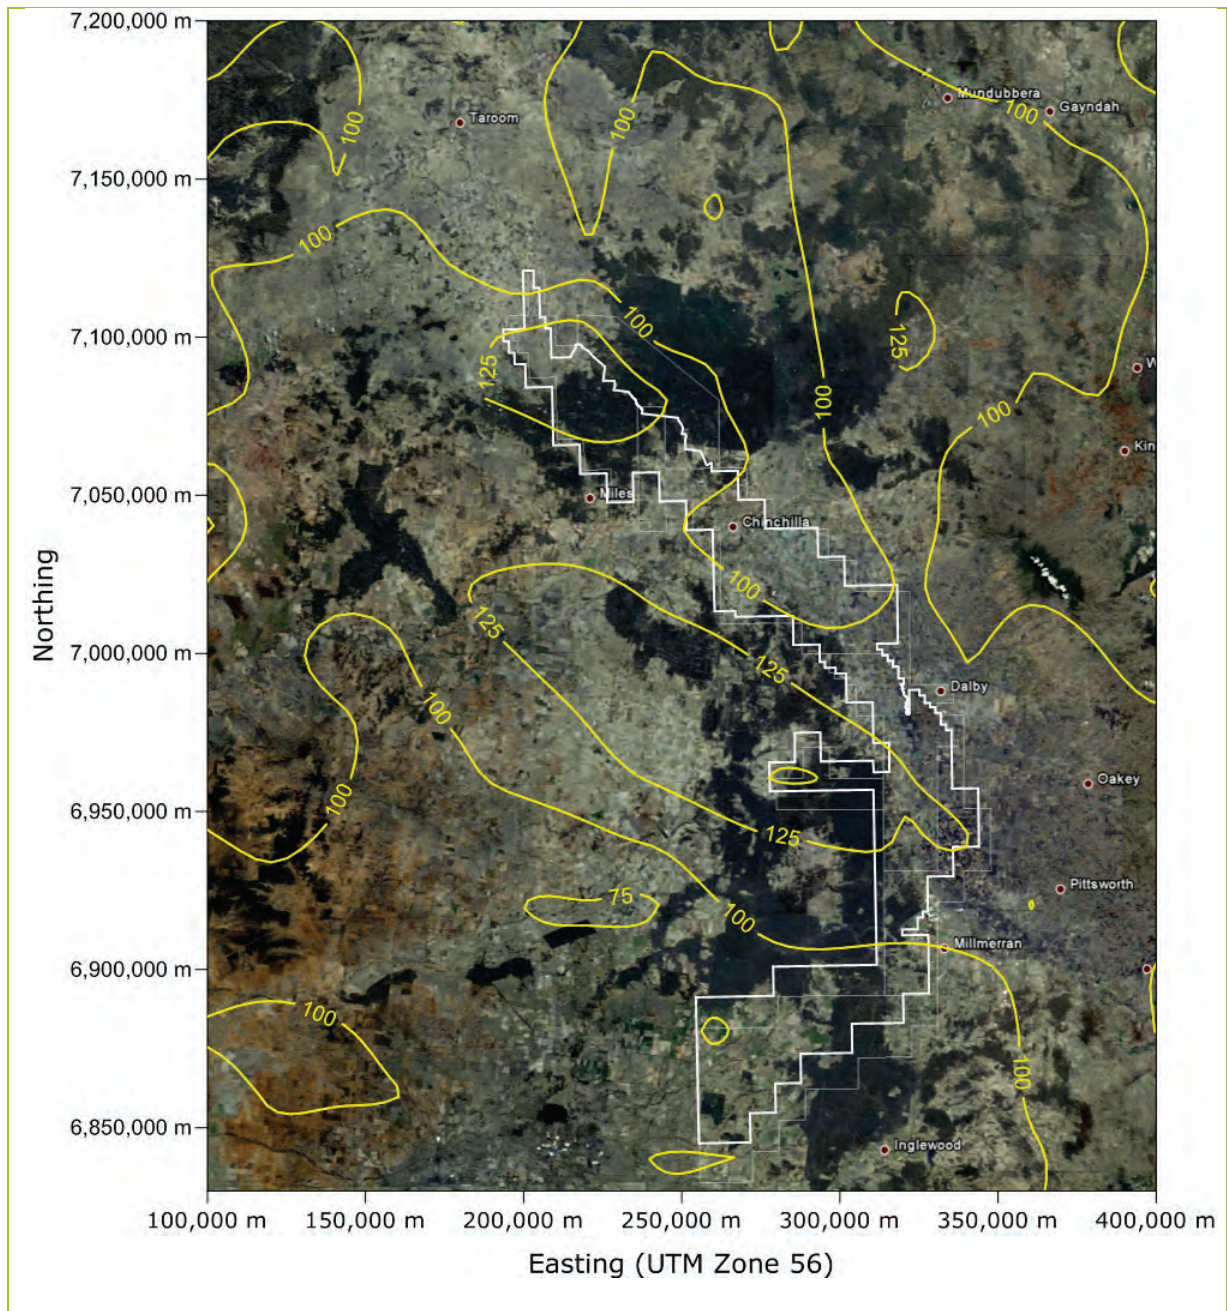 7,200,000 m
Mundubbera
100
Gayndah
Taroom
100
100
7,150,000 m
100
7,100,000 m
100
125
125
W
100
100
Kin
7,050,000 m
Miles
Chinchilla
100
125
7,000,000 m
125
Dalby
100
Oakey
100
6,950,000 m
125
Pittsworth
75
100
Millmerran
6,900,000 m
100
100
6,850,000 m
Inglewood
100,000 m 150,000 m 200,000 m 250,000 m 300,000 m 350,000 m 400,000 m
Easting (UTM Zone 56)
Northing